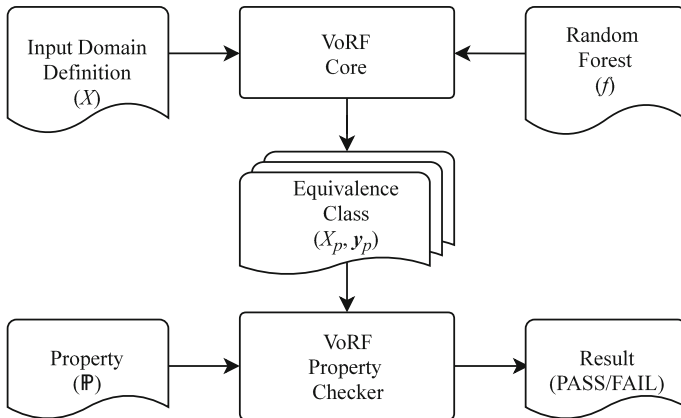 Input Domain
Definition
(X)
VoRF
Core
Random
Forest
(f)
Equivalence
Class
(Xₚ, yₚ)
Property
(ℙ)
VoRF
Property
Checker
Result
(PASS/FAIL)